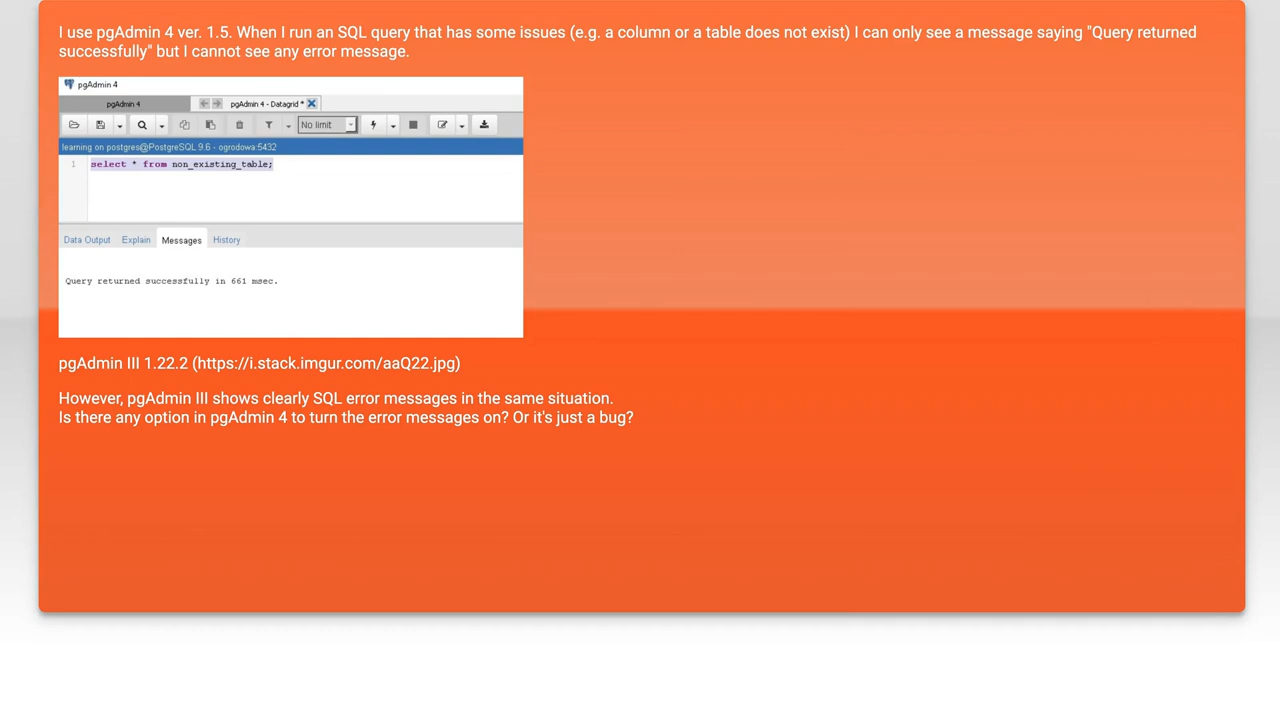 I use pgAdmin 4 ver. 1.5. When I run an SQL query that has some issues (e.g. a column or a table does not exist) I can only see a message saying "Query returned
successfully" but I cannot see any error message.
pgAdmin 4
pgAdmin 4
pgAdmin 4 - Datagrid *
No limit
learning on postgres@PostgreSQL 9.6 - ogrodowa:5432
1 select * from non_existing_table;
Data Output Explain Messages History
Query returned successfully in 661 msec.
pgAdmin III 1.22.2 (https://i.stack.imgur.com/aaQ22.jpg)
However, pgAdmin III shows clearly SQL error messages in the same situation.
Is there any option in pgAdmin 4 to turn the error messages on? Or it's just a bug?